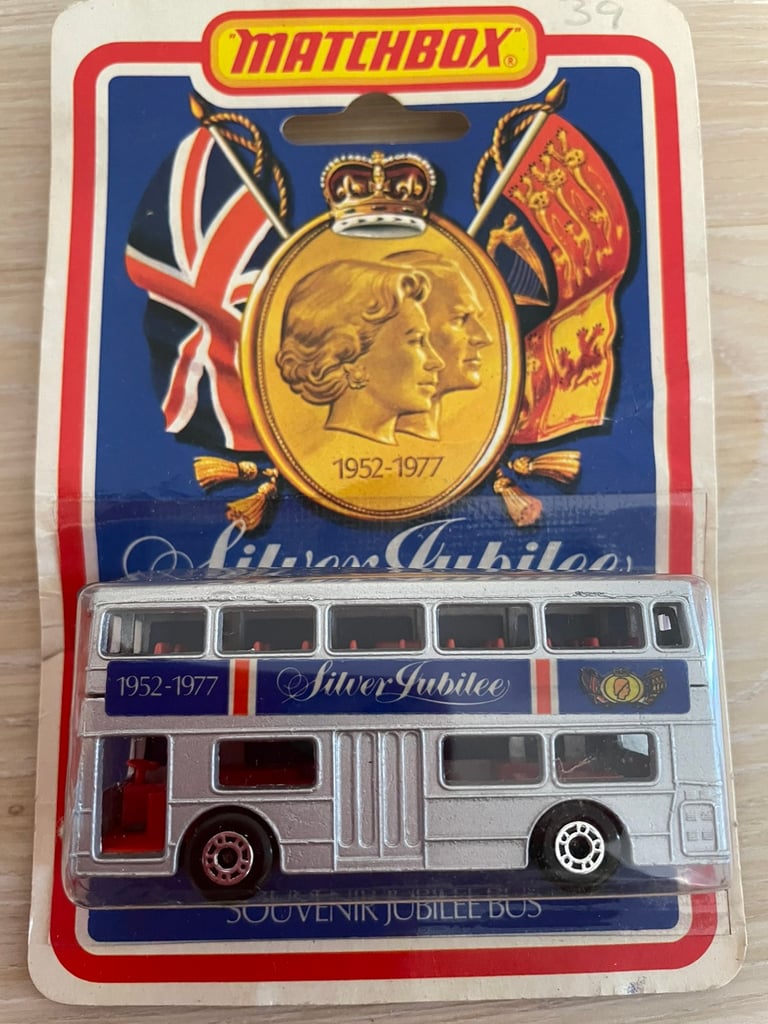 39
"MATCHBOX"®
1952-1977
Silver Jubilee
1952-1977 Silver Jubilee
SOUVENIR JUBILEE BUS